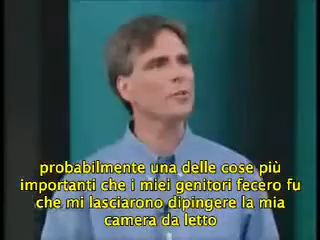 probabilmente una delle cose più
importanti che i miei genitori fecero fu
che mi lasciarono dipingere la mia
camera da letto